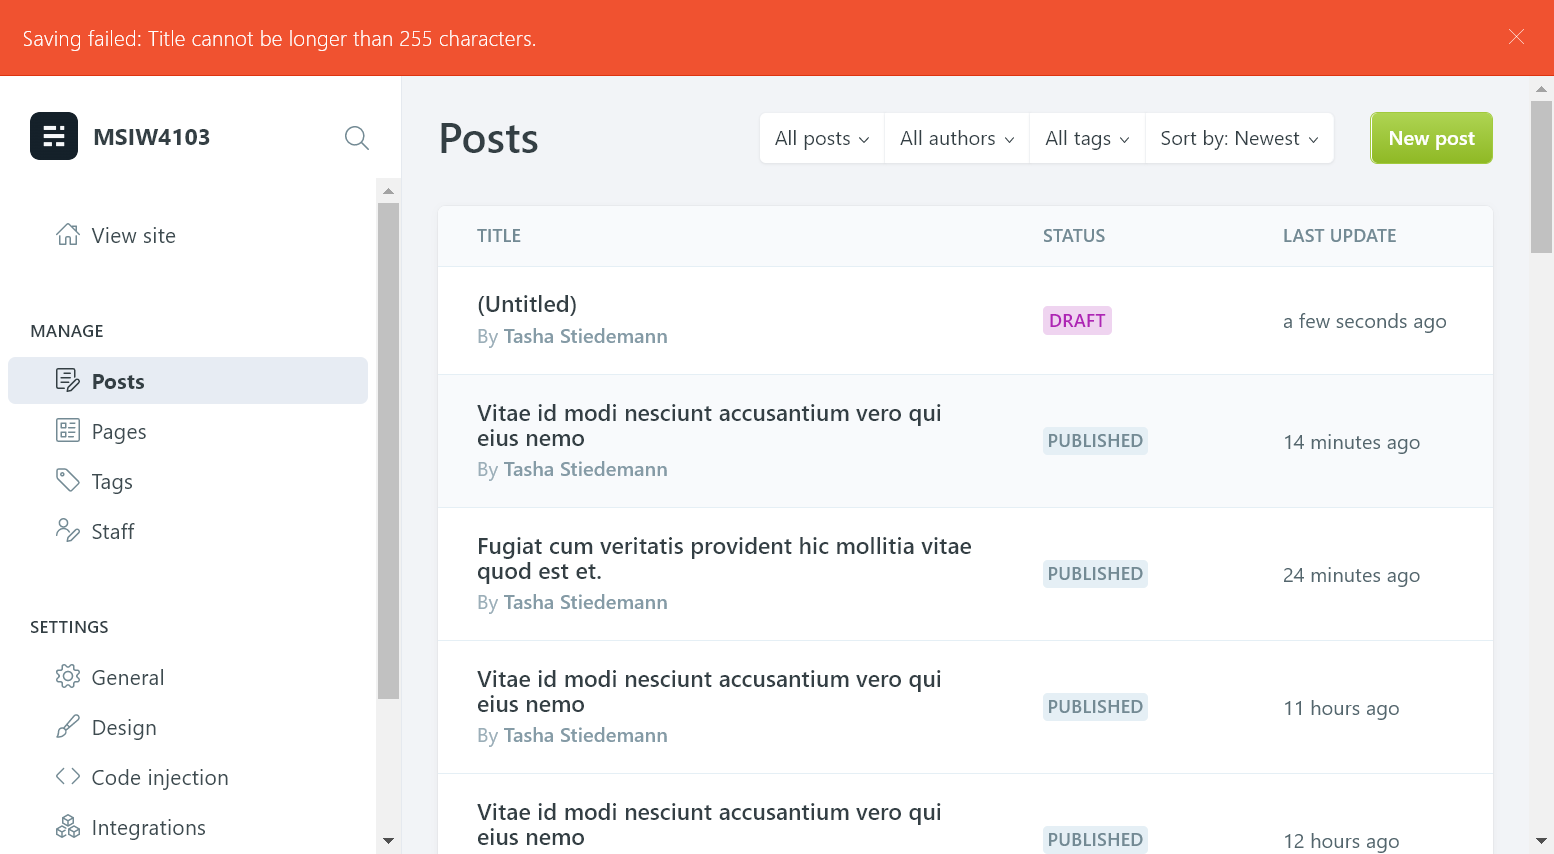 Saving failed: Title cannot be longer than 255 characters.
MSIW4103
View site
MANAGE
Posts
Pages
Tags
Staff
SETTINGS
General
Design
Code injection
Integrations
Posts
All posts
All authors
All tags
Sort by: Newest
New post
TITLE
STATUS
LAST UPDATE
(Untitled)
By Tasha Stiedemann
DRAFT
a few seconds ago
Vitae id modi nesciunt accusantium vero qui
eius nemo
By Tasha Stiedemann
PUBLISHED
14 minutes ago
Fugiat cum veritatis provident hic mollitia vitae
quod est et.
By Tasha Stiedemann
PUBLISHED
24 minutes ago
Vitae id modi nesciunt accusantium vero qui
eius nemo
By Tasha Stiedemann
PUBLISHED
11 hours ago
Vitae id modi nesciunt accusantium vero qui
eius nemo
PUBLISHED
12 hours ago